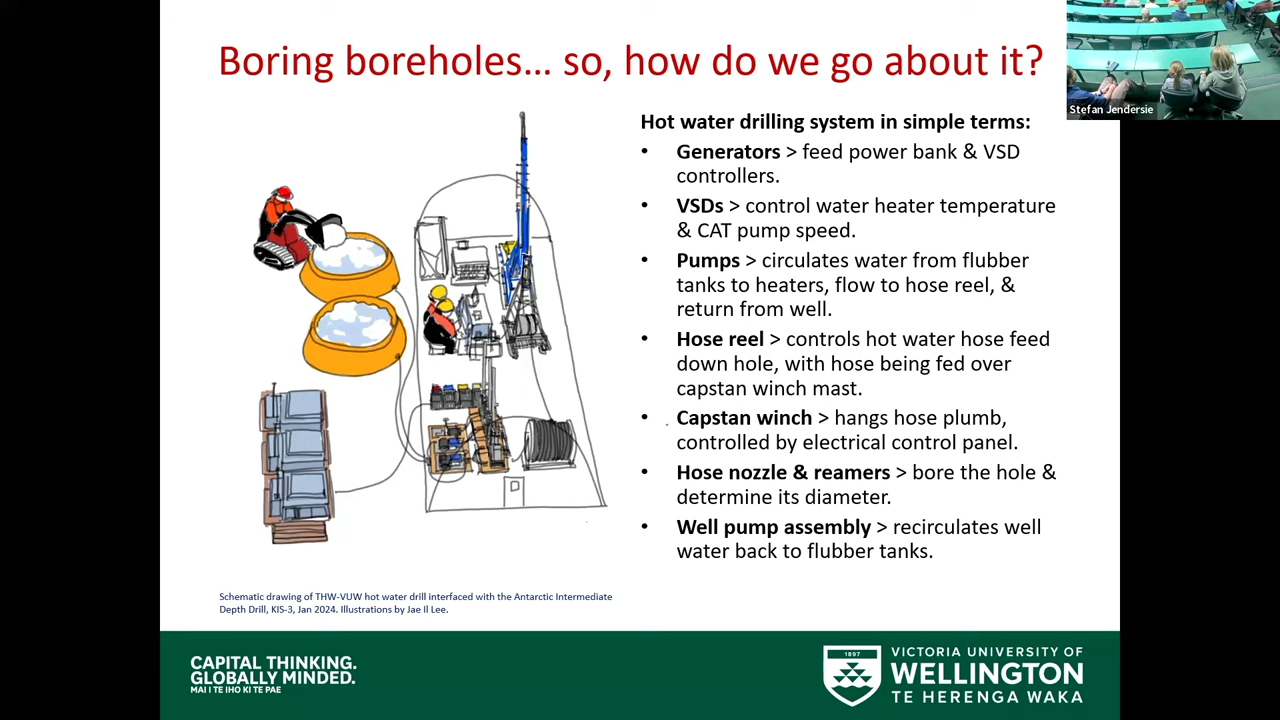 Boring boreholes... so, how do we go about it?
Stefan Jendersie
Hot water drilling system in simple terms:
• Generators > feed power bank & VSD
controllers.
• VSDs > control water heater temperature
& CAT pump speed.
• Pumps > circulates water from flubber
tanks to heaters, flow to hose reel, &
return from well.
• Hose reel > controls hot water hose feed
down hole, with hose being fed over
capstan winch mast.
• Capstan winch > hangs hose plumb,
controlled by electrical control panel.
• Hose nozzle & reamers > bore the hole &
determine its diameter.
• Well pump assembly > recirculates well
water back to flubber tanks.
Schematic drawing of THW-VUW hot water drill interfaced with the Antarctic Intermediate
Depth Drill, KIS-3, Jan 2024. Illustrations by Jae Il Lee.
CAPITAL THINKING.
GLOBALLY MINDED.
MAI I TE IHO KI TE PAE
1897
VICTORIA UNIVERSITY OF
WELLINGTON
TE HERENGA WAKA